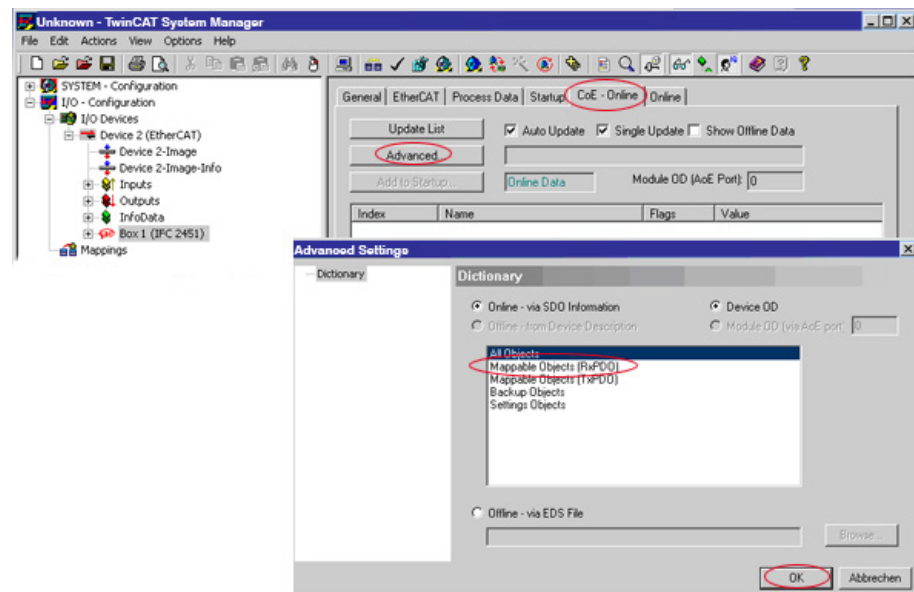 Unknown - TwinCAT System Manager
File Edit Actions View Options Help
SYSTEM - Configuration
I/O - Configuration
I/O Devices
Device 2 (EtherCAT)
Device 2-Image
Device 2-Image-Info
Inputs
Outputs
InfoData
Box 1 (IFC 2451)
Mappings
General EtherCAT Process Data Startup CoE - Online Online
Update List Auto Update Single Update Show Offline Data
Advanced...
Add to Startup... Online Data Module OD (AoE Port): 0
Index Name Flags Value
Advanced Settings
Dictionary Dictionary
Online - via SDO Information Device OD
Offline - from Device Description Module OD (via AoE port) 0
All Objects
Mappable Objects (RxPDO)
Mappable Objects (TxPDO)
Backup Objects
Settings Objects
Offline - via EDS File
Browse...
OK Abbrechen